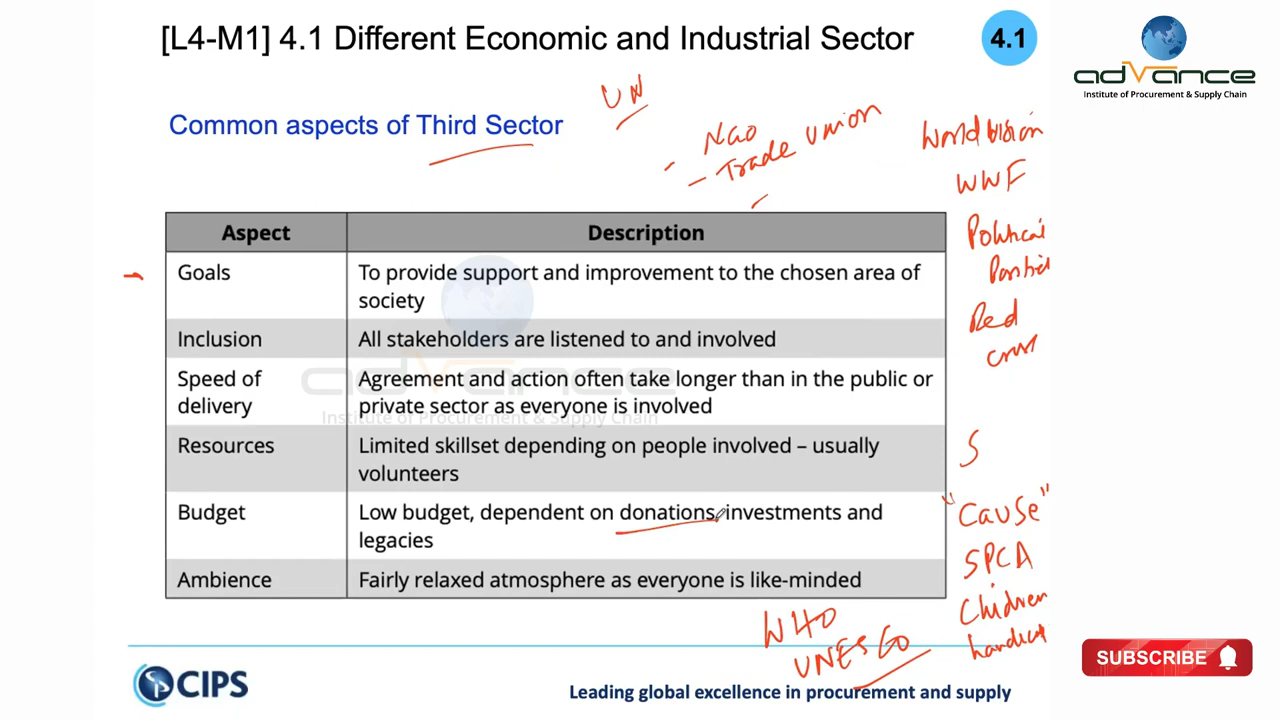 [L4-M1] 4.1 Different Economic and Industrial Sector
4.1
advance
Institute of Procurement & Supply Chain
Common aspects of Third Sector
UN
- NGO
- Trade Union
-
World Vision
WWF
Political
Parties
Red
cross
S
"Cause"
SPCA
Children
WHO
UNESCO
Aspect Description
Goals To provide support and improvement to the chosen area of
society
Inclusion All stakeholders are listened to and involved
Speed of Agreement and action often take longer than in the public or
delivery private sector as everyone is involved
Resources Limited skillset depending on people involved – usually
volunteers
Budget Low budget, dependent on donations, investments and
legacies
Ambience Fairly relaxed atmosphere as everyone is like-minded
advance
Institute of Procurement & Supply Chain
CIPS
Leading global excellence in procurement and supply
SUBSCRIBE